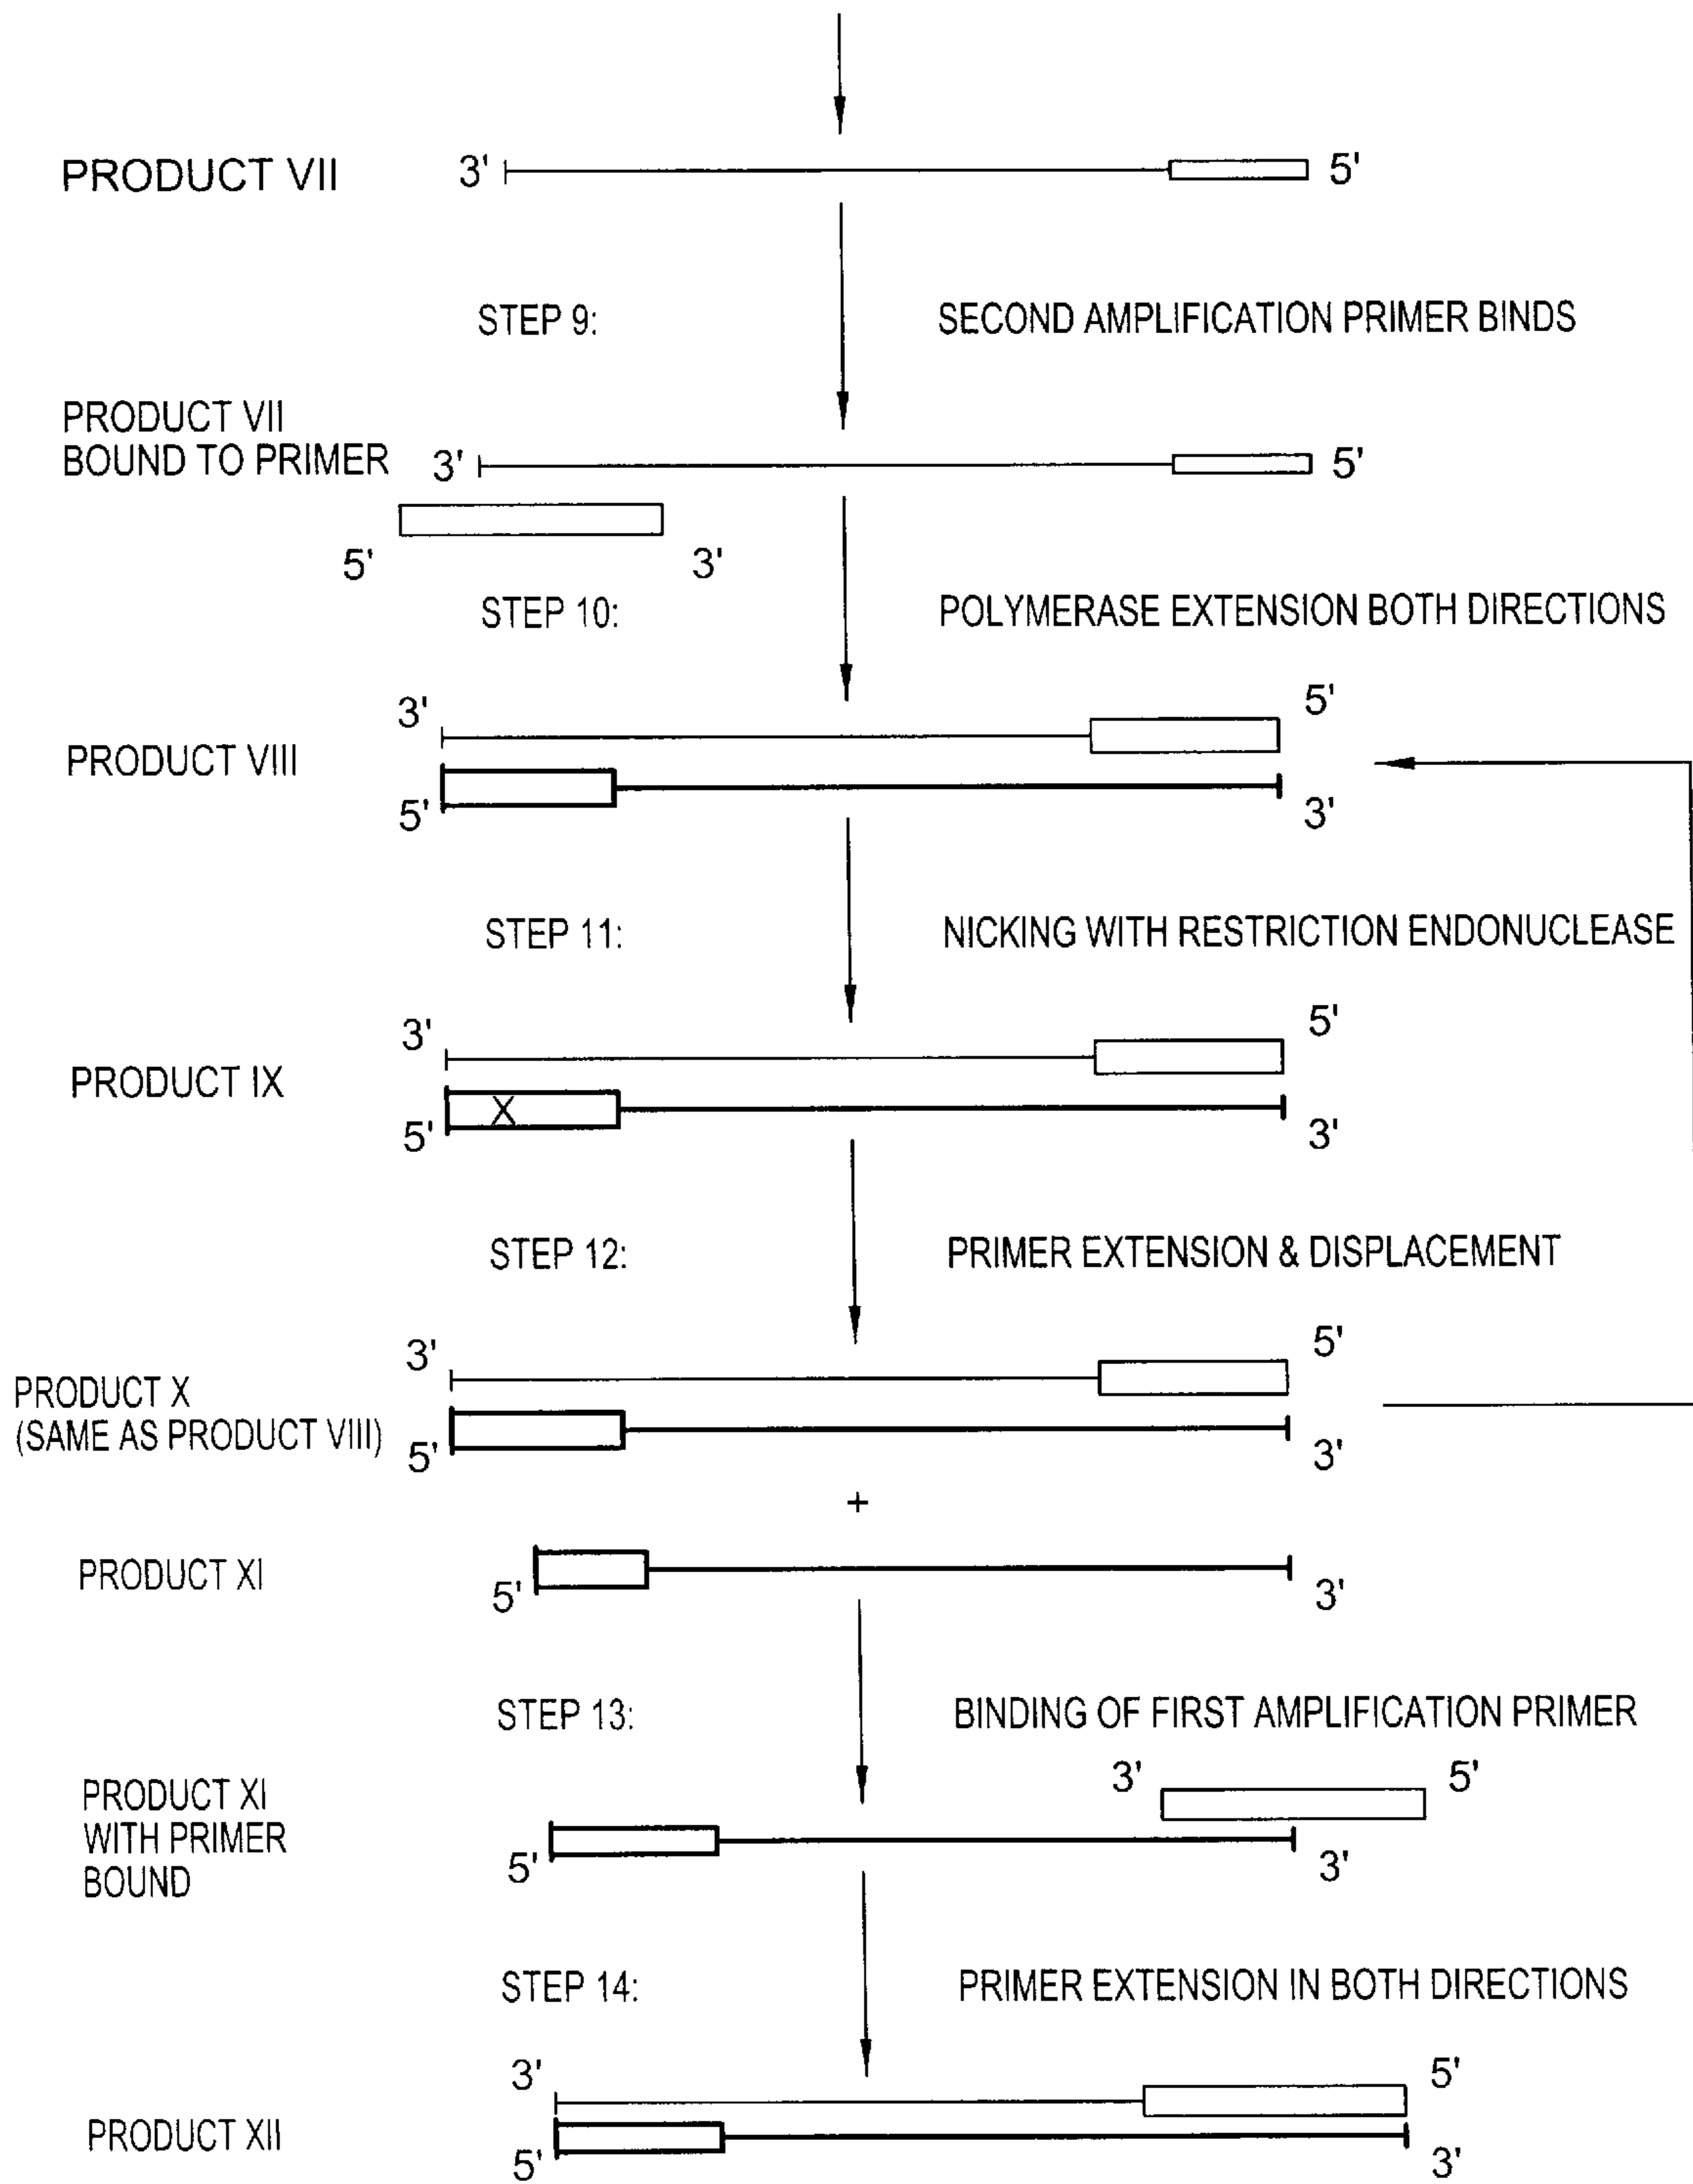 PRODUCT VII 3' 5'
STEP 9: SECOND AMPLIFICATION PRIMER BINDS
PRODUCT VII
BOUND TO PRIMER 3' 5'
5' 3'
STEP 10: POLYMERASE EXTENSION BOTH DIRECTIONS
3' 5'
PRODUCT VIII
5' 3'
STEP 11: NICKING WITH RESTRICTION ENDONUCLEASE
3' 5'
PRODUCT IX
X
5' 3'
STEP 12: PRIMER EXTENSION & DISPLACEMENT
3' 5'
PRODUCT X
(SAME AS PRODUCT VIII)
5' 3'
+
PRODUCT XI
5' 3'
STEP 13: BINDING OF FIRST AMPLIFICATION PRIMER
3' 5'
PRODUCT XI
WITH PRIMER
BOUND
5' 3'
STEP 14: PRIMER EXTENSION IN BOTH DIRECTIONS
3' 5'
PRODUCT XII
5' 3'